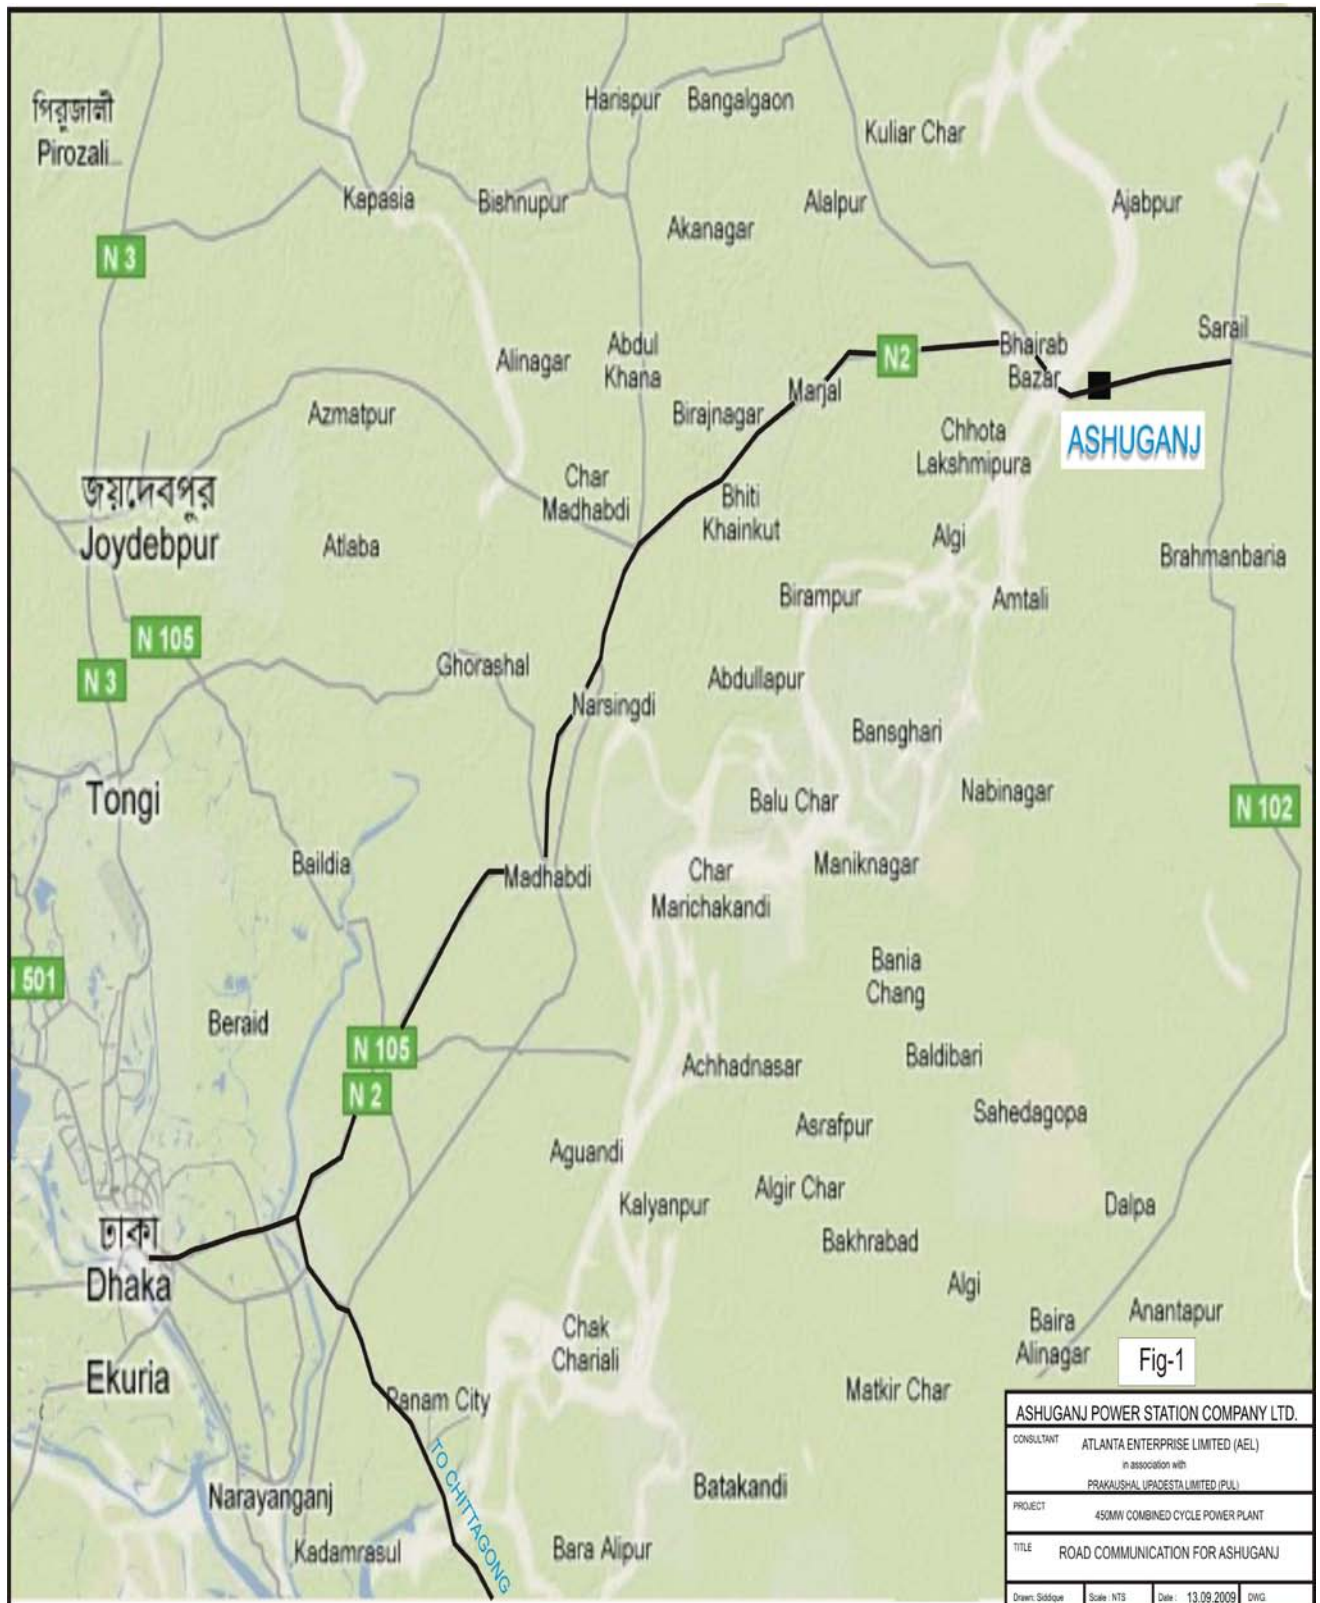 পিরুজালী
Pirozali
Harispur
Bangalgaon
Kuliar Char
Kapasia
Bishnupur
Alalpur
Ajabpur
Akanagar
N 3
Sarail
Alinagar
Abdul
Khana
N2
Bhairab
Bazar
Marjal
Azmatpur
Birajnagar
ASHUGANJ
Chhota
Lakshmipura
জয়দেবপুর
Joydebpur
Char
Madhabdi
Bhiti
Khainkut
Atlaba
Algi
Brahmanbaria
Birampur
Amtali
N 105
N 3
Ghorashal
Abdullapur
Narsingdi
Bansghari
Tongi
Balu Char
Nabinagar
N 102
Baildia
Madhabdi
Char
Marichakandi
Maniknagar
501
Bania
Chang
Beraid
N 105
N 2
Achhadnasar
Baldibari
Asrafpur
Sahedagopa
Aguandi
Kalyanpur
Algir Char
Dalpa
ঢাকা
Dhaka
Bakhrabad
Algi
Chak
Chariali
Baira
Alinagar
Anantapur
Ekuria
Fig-1
Panam City
Matkir Char
TO CHITTAGONG
Batakandi
Narayanganj
Kadamrasul
Bara Alipur
ASHUGANJ POWER STATION COMPANY LTD.
CONSULTANT ATLANTA ENTERPRISE LIMITED (AEL)
in association with
PRAKAUSHAL UPADESTA LIMITED (PUL)
PROJECT 450MW COMBINED CYCLE POWER PLANT
TITLE ROAD COMMUNICATION FOR ASHUGANJ
Drawn: Siddique Scale : NTS Date : 13.09.2009 DWG.